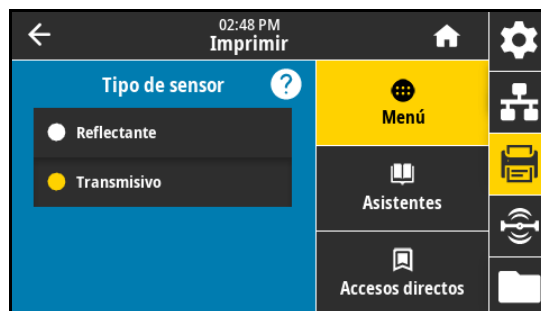 02:48 PM
Imprimir
Tipo de sensor
?
Reflectante
Transmisivo
Menú
Asistentes
Accesos directos